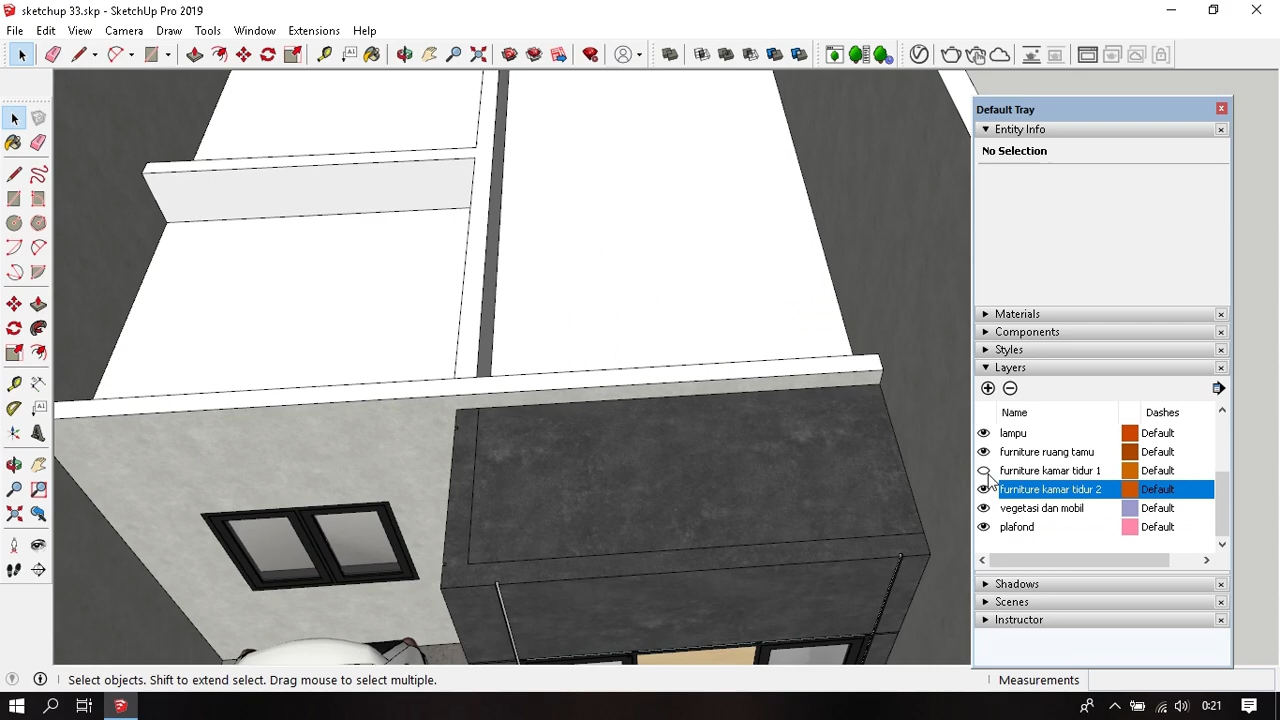 sketchup 33.skp - SketchUp Pro 2019
File Edit View Camera Draw Tools Window Extensions Help
Default Tray
Entity Info
No Selection
Materials
Components
Styles
Layers
Name Dashes
lampu Default
furniture ruang tamu Default
furniture kamar tidur 1 Default
furniture kamar tidur 2 Default
vegetasi dan mobil Default
plafond Default
Shadows
Scenes
Instructor
Select objects. Shift to extend select. Drag mouse to select multiple. Measurements
0:21